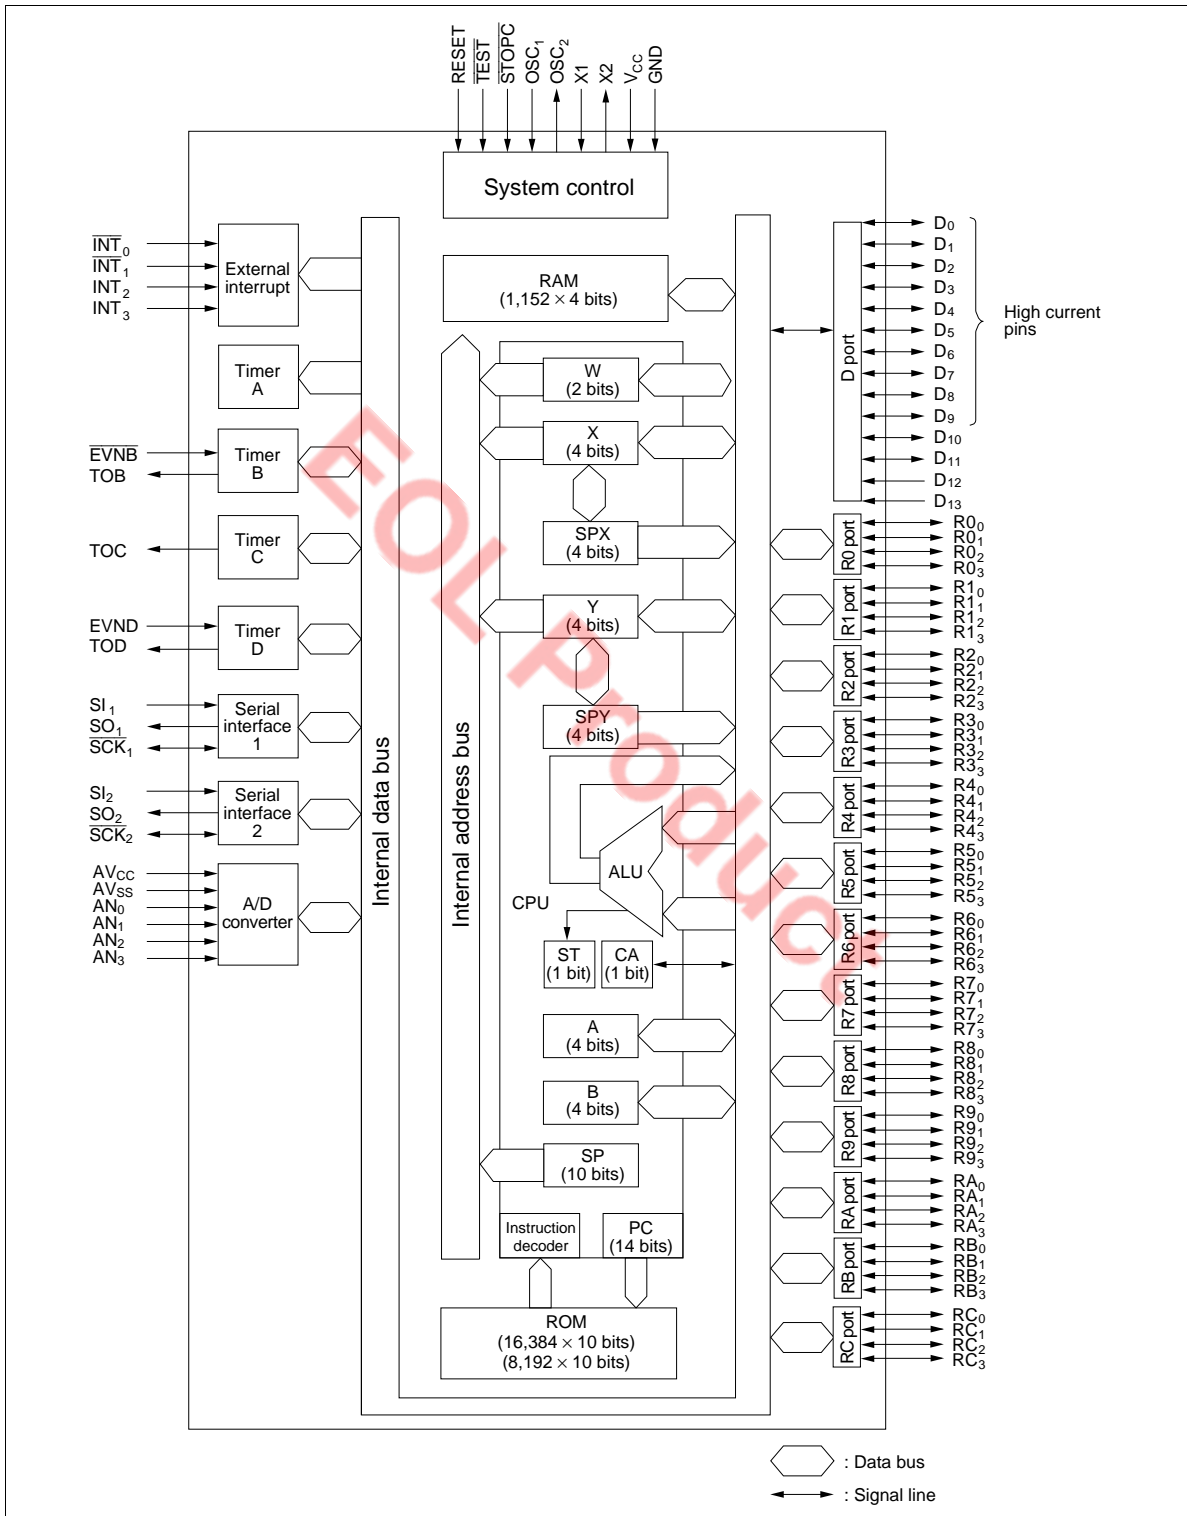 RESET
TEST
STOPC
OSC1
OSC2
X1
X2
VCC
GND
System control
INT0
INT1
INT2
INT3
External
interrupt
Timer
A
EVNB
TOB
Timer
B
TOC
Timer
C
EVND
TOD
Timer
D
SI1
SO1
SCK1
Serial
interface
1
SI2
SO2
SCK2
Serial
interface
2
AVCC
AVSS
AN0
AN1
AN2
AN3
A/D
converter
Internal data bus
Internal address bus
RAM
(1,152 × 4 bits)
W
(2 bits)
X
(4 bits)
SPX
(4 bits)
Y
(4 bits)
SPY
(4 bits)
ALU
CPU
ST
(1 bit)
CA
(1 bit)
A
(4 bits)
B
(4 bits)
SP
(10 bits)
Instruction
decoder
PC
(14 bits)
ROM
(16,384 × 10 bits)
(8,192 × 10 bits)
D port
D0
D1
D2
D3
D4
D5
D6
D7
D8
D9
D10
D11
D12
D13
High current
pins
R0 port
R00
R01
R02
R03
R1 port
R10
R11
R12
R13
R2 port
R20
R21
R22
R23
R3 port
R30
R31
R32
R33
R4 port
R40
R41
R42
R43
R5 port
R50
R51
R52
R53
R6 port
R60
R61
R62
R63
R7 port
R70
R71
R72
R73
R8 port
R80
R81
R82
R83
R9 port
R90
R91
R92
R93
RA port
RA0
RA1
RA2
RA3
RB port
RB0
RB1
RB2
RB3
RC port
RC0
RC1
RC2
RC3
: Data bus
: Signal line
EOL Product